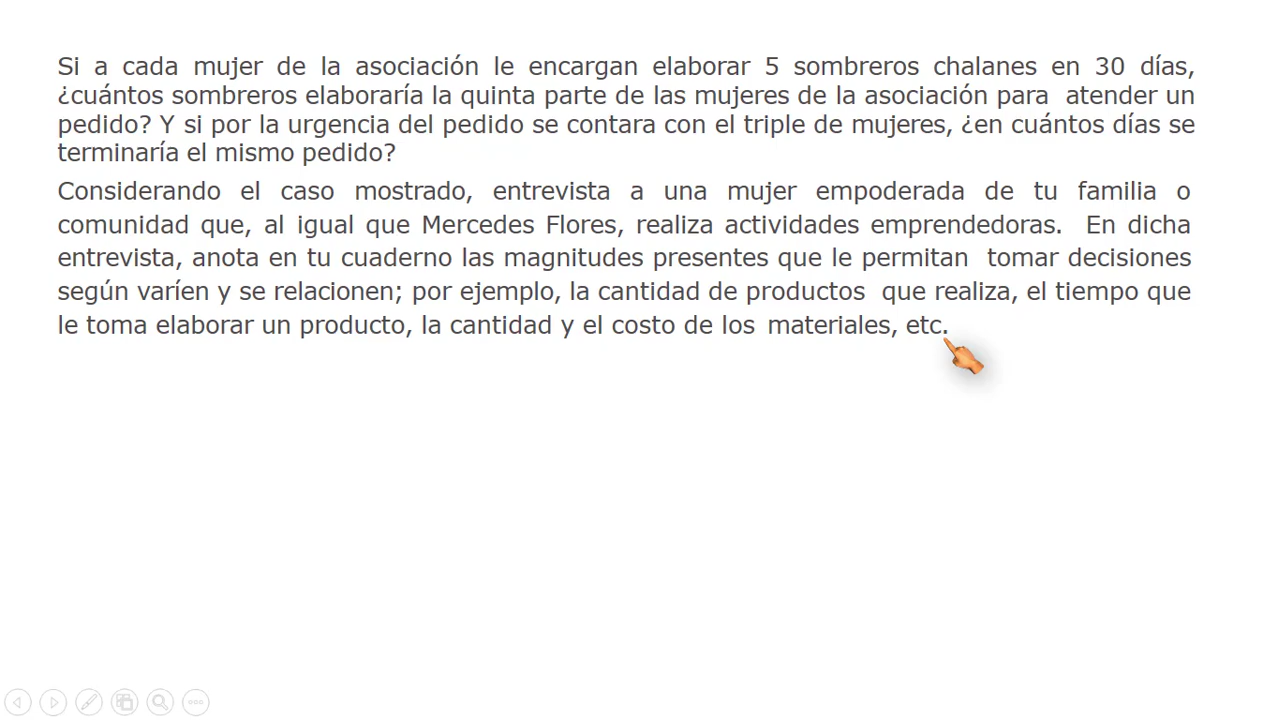 Si a cada mujer de la asociación le encargan elaborar 5 sombreros chalanes en 30 días,
¿cuántos sombreros elaboraría la quinta parte de las mujeres de la asociación para atender un
pedido? Y si por la urgencia del pedido se contara con el triple de mujeres, ¿en cuántos días se
terminaría el mismo pedido?
Considerando el caso mostrado, entrevista a una mujer empoderada de tu familia o
comunidad que, al igual que Mercedes Flores, realiza actividades emprendedoras. En dicha
entrevista, anota en tu cuaderno las magnitudes presentes que le permitan tomar decisiones
según varíen y se relacionen; por ejemplo, la cantidad de productos que realiza, el tiempo que
le toma elaborar un producto, la cantidad y el costo de los materiales, etc.